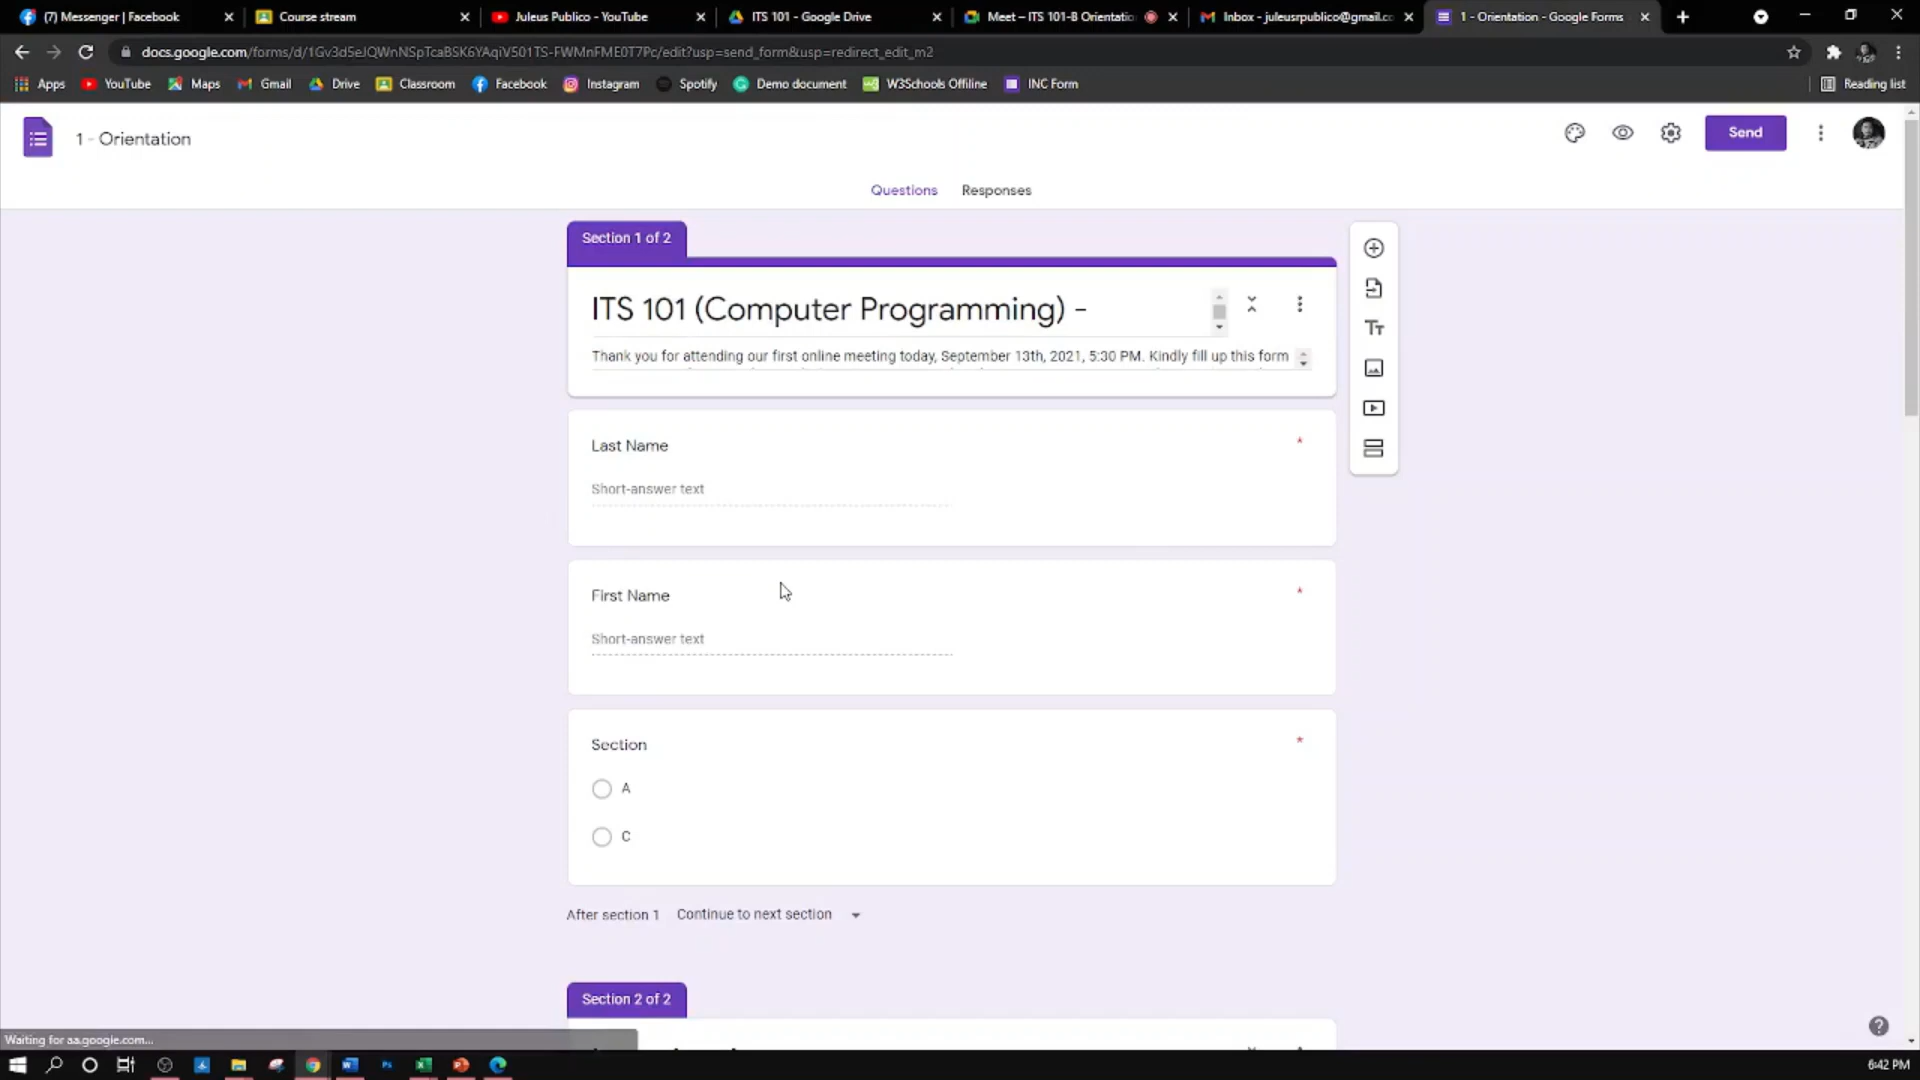 (7) Messenger | Facebook
Course stream
Juleus Publico - YouTube
ITS 101 - Google Drive
Meet – ITS 101-B Orientatio
Inbox - juleusrpublico@gmail.co
1 - Orientation - Google Forms
docs.google.com/forms/d/1Gv3d5eJQWnNSpTcaBSK6YAqiV501TS-FWMnFME0T7Pc/edit?usp=send_form&usp=redirect_edit_m2
Apps
YouTube
Maps
Gmail
Drive
Classroom
Facebook
Instagram
Spotify
Demo document
W3Schools Offiline
INC Form
Reading list
1 - Orientation
Send
Questions
Responses
Section 1 of 2
ITS 101 (Computer Programming) -
Thank you for attending our first online meeting today, September 13th, 2021, 5:30 PM. Kindly fill up this form
Last Name
*
Short-answer text
First Name
*
Short-answer text
Section
*
A
C
After section 1
Continue to next section
Section 2 of 2
Waiting for aa.google.com...
6:42 PM